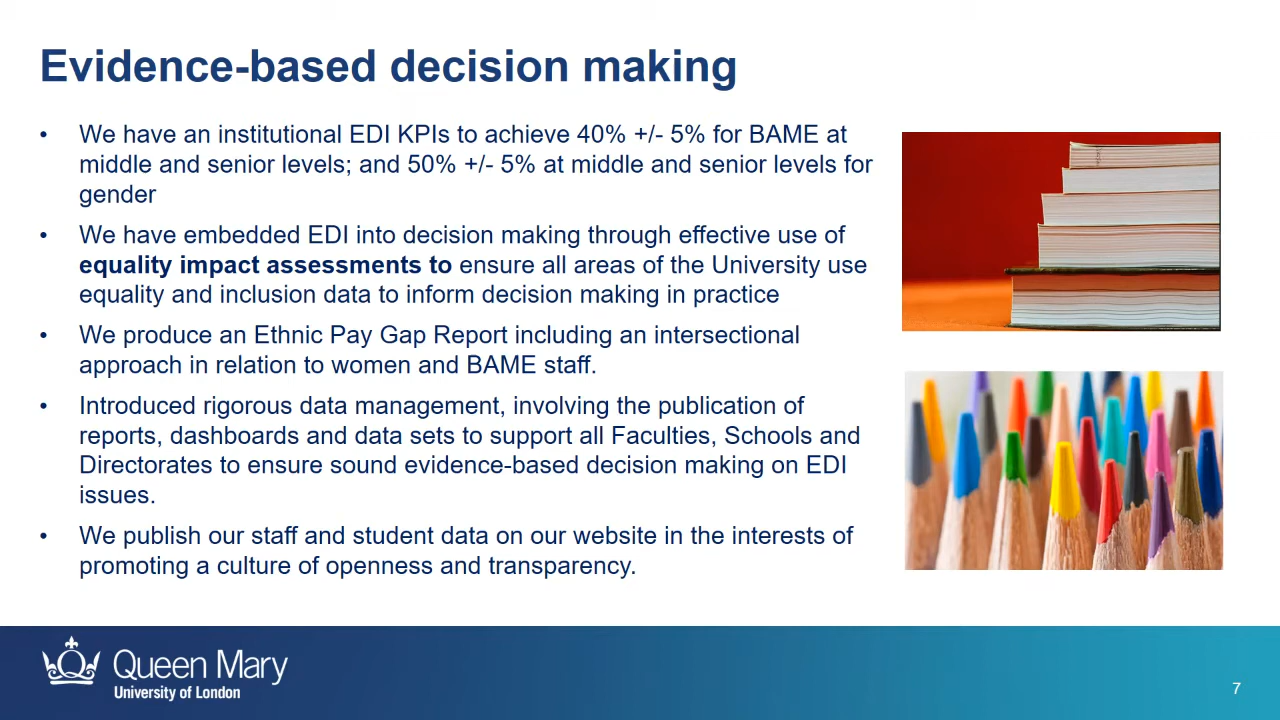 Evidence-based decision making
• We have an institutional EDI KPIs to achieve 40% +/- 5% for BAME at
middle and senior levels; and 50% +/- 5% at middle and senior levels for
gender
• We have embedded EDI into decision making through effective use of
equality impact assessments to ensure all areas of the University use
equality and inclusion data to inform decision making in practice
• We produce an Ethnic Pay Gap Report including an intersectional
approach in relation to women and BAME staff.
• Introduced rigorous data management, involving the publication of
reports, dashboards and data sets to support all Faculties, Schools and
Directorates to ensure sound evidence-based decision making on EDI
issues.
• We publish our staff and student data on our website in the interests of
promoting a culture of openness and transparency.
Queen Mary
University of London
7